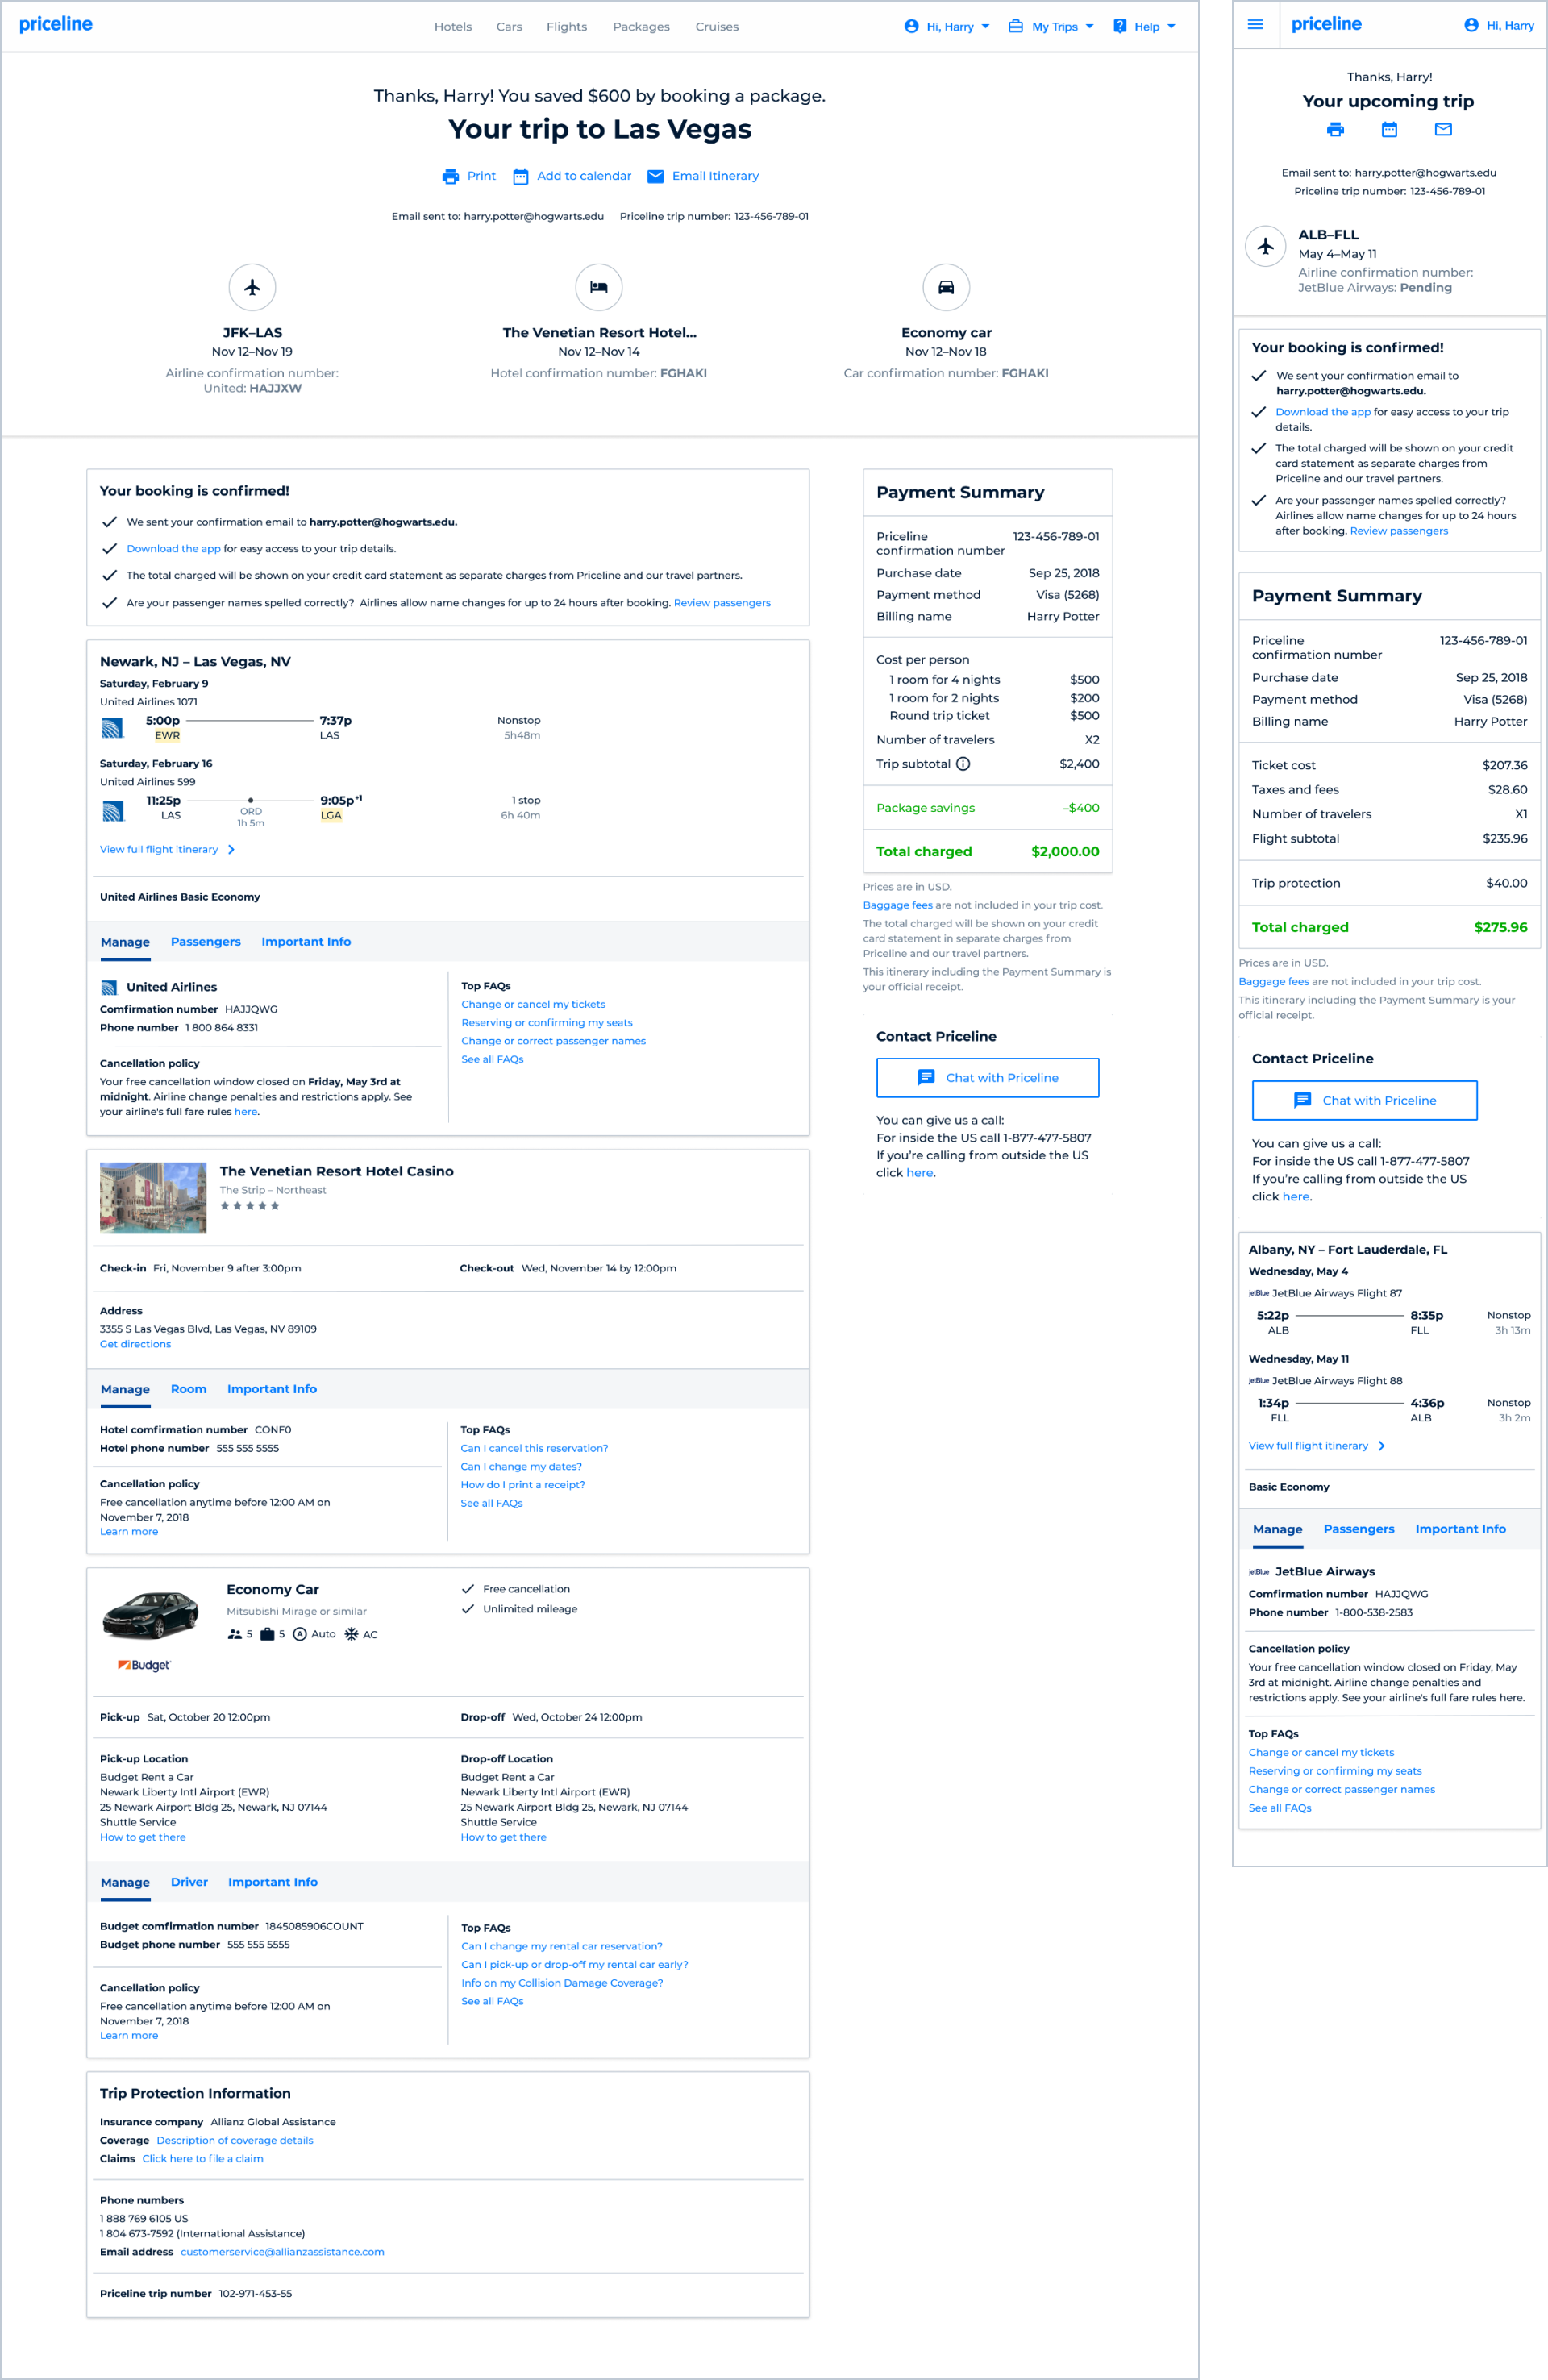 priceline
Hotels Cars Flights Packages Cruises
Hi, Harry My Trips Help
Thanks, Harry! You saved $600 by booking a package.
Your trip to Las Vegas
Print Add to calendar Email Itinerary
Email sent to: harry.potter@hogwarts.edu Priceline trip number: 123-456-789-01
JFK–LAS
Nov 12–Nov 19
Airline confirmation number:
United: HAJJXW
The Venetian Resort Hotel...
Nov 12–Nov 14
Hotel confirmation number: FGHAKI
Economy car
Nov 12–Nov 18
Car confirmation number: FGHAKI
Your booking is confirmed!
We sent your confirmation email to harry.potter@hogwarts.edu.
Download the app for easy access to your trip details.
The total charged will be shown on your credit card statement as separate charges from Priceline and our travel partners.
Are your passenger names spelled correctly? Airlines allow name changes for up to 24 hours after booking. Review passengers
Newark, NJ – Las Vegas, NV
Saturday, February 9
United Airlines 1071
5:00p 7:37p Nonstop
EWR LAS 5h48m
Saturday, February 16
United Airlines 599
11:25p 9:05p+1 1 stop
LAS ORD LGA 6h 40m
1h 5m
View full flight itinerary
United Airlines Basic Economy
Manage Passengers Important Info
United Airlines
Comfirmation number HAJJQWG
Phone number 1 800 864 8331
Cancellation policy
Your free cancellation window closed on Friday, May 3rd at
midnight. Airline change penalties and restrictions apply. See
your airline's full fare rules here.
Top FAQs
Change or cancel my tickets
Reserving or confirming my seats
Change or correct passenger names
See all FAQs
The Venetian Resort Hotel Casino
The Strip – Northeast
Check-in Fri, November 9 after 3:00pm Check-out Wed, November 14 by 12:00pm
Address
3355 S Las Vegas Blvd, Las Vegas, NV 89109
Get directions
Manage Room Important Info
Hotel comfirmation number CONF0
Hotel phone number 555 555 5555
Cancellation policy
Free cancellation anytime before 12:00 AM on
November 7, 2018
Learn more
Top FAQs
Can I cancel this reservation?
Can I change my dates?
How do I print a receipt?
See all FAQs
Economy Car
Mitsubishi Mirage or similar
5 5 A Auto AC
Budget
Free cancellation
Unlimited mileage
Pick-up Sat, October 20 12:00pm Drop-off Wed, October 24 12:00pm
Pick-up Location
Budget Rent a Car
Newark Liberty Intl Airport (EWR)
25 Newark Airport Bldg 25, Newark, NJ 07144
Shuttle Service
How to get there
Drop-off Location
Budget Rent a Car
Newark Liberty Intl Airport (EWR)
25 Newark Airport Bldg 25, Newark, NJ 07144
Shuttle Service
How to get there
Manage Driver Important Info
Budget comfirmation number 1845085906COUNT
Budget phone number 555 555 5555
Cancellation policy
Free cancellation anytime before 12:00 AM on
November 7, 2018
Learn more
Top FAQs
Can I change my rental car reservation?
Can I pick-up or drop-off my rental car early?
Info on my Collision Damage Coverage?
See all FAQs
Trip Protection Information
Insurance company Allianz Global Assistance
Coverage Description of coverage details
Claims Click here to file a claim
Phone numbers
1 888 769 6105 US
1 804 673-7592 (International Assistance)
Email address customerservice@allianzassistance.com
Priceline trip number 102-971-453-55
Payment Summary
Priceline 123-456-789-01
confirmation number
Purchase date Sep 25, 2018
Payment method Visa (5268)
Billing name Harry Potter
Cost per person
1 room for 4 nights $500
1 room for 2 nights $200
Round trip ticket $500
Number of travelers X2
Trip subtotal $2,400
Package savings –$400
Total charged $2,000.00
Prices are in USD.
Baggage fees are not included in your trip cost.
The total charged will be shown on your credit
card statement in separate charges from
Priceline and our travel partners.
This itinerary including the Payment Summary is
your official receipt.
Contact Priceline
Chat with Priceline
You can give us a call:
For inside the US call 1-877-477-5807
If you're calling from outside the US
click here.
priceline Hi, Harry
Thanks, Harry!
Your upcoming trip
Email sent to: harry.potter@hogwarts.edu
Priceline trip number: 123-456-789-01
ALB–FLL
May 4–May 11
Airline confirmation number:
JetBlue Airways: Pending
Your booking is confirmed!
We sent your confirmation email to
harry.potter@hogwarts.edu.
Download the app for easy access to your trip
details.
The total charged will be shown on your credit
card statement as separate charges from
Priceline and our travel partners.
Are your passenger names spelled correctly?
Airlines allow name changes for up to 24 hours
after booking. Review passengers
Payment Summary
Priceline 123-456-789-01
confirmation number
Purchase date Sep 25, 2018
Payment method Visa (5268)
Billing name Harry Potter
Ticket cost $207.36
Taxes and fees $28.60
Number of travelers X1
Flight subtotal $235.96
Trip protection $40.00
Total charged $275.96
Prices are in USD.
Baggage fees are not included in your trip cost.
This itinerary including the Payment Summary is your
official receipt.
Contact Priceline
Chat with Priceline
You can give us a call:
For inside the US call 1-877-477-5807
If you're calling from outside the US
click here.
Albany, NY – Fort Lauderdale, FL
Wednesday, May 4
jetBlue JetBlue Airways Flight 87
5:22p 8:35p Nonstop
ALB FLL 3h 13m
Wednesday, May 11
jetBlue JetBlue Airways Flight 88
1:34p 4:36p Nonstop
FLL ALB 3h 2m
View full flight itinerary
Basic Economy
Manage Passengers Important Info
jetBlue JetBlue Airways
Comfirmation number HAJJQWG
Phone number 1-800-538-2583
Cancellation policy
Your free cancellation window closed on Friday, May
3rd at midnight. Airline change penalties and
restrictions apply. See your airline's full fare rules here.
Top FAQs
Change or cancel my tickets
Reserving or confirming my seats
Change or correct passenger names
See all FAQs